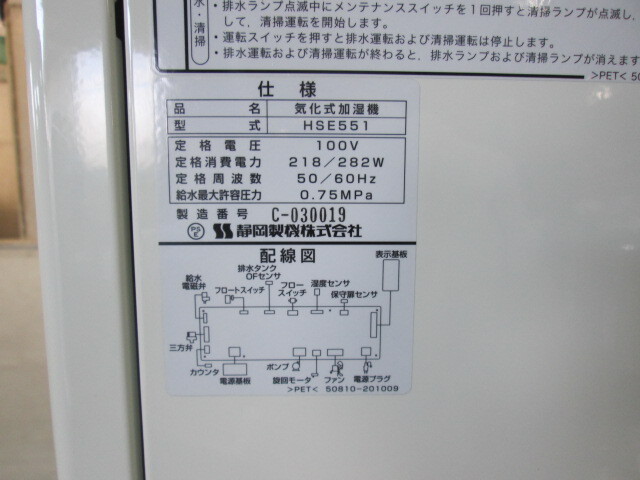 水・清掃
・排水ランプ点滅中にメンテナンススイッチを1回押すと清掃ランプが点滅し、
して、清掃運転を開始します。
・運転スイッチを押すと排水運転および清掃運転は停止します。
・排水運転および清掃運転が終わると、排水ランプおよび清掃ランプが消えます
>PET< 50
仕様
品名 気化式加湿機
型式 HSE551
定格電圧 100V
定格消費電力 218/282W
定格周波数 50/60Hz
給水最大許容圧力 0.75MPa
製造番号 C-030019
PS E 静岡製機株式会社
配線図
表示基板
排水タンク
OFセンサ
給水
電磁弁
フロートスイッチ
フロー
スイッチ
湿度センサ
保守扉センサ
三方弁
カウンタ
電源基板
ポンプ
旋回モータ
ファン
電源プラグ
>PET< 50810-201009